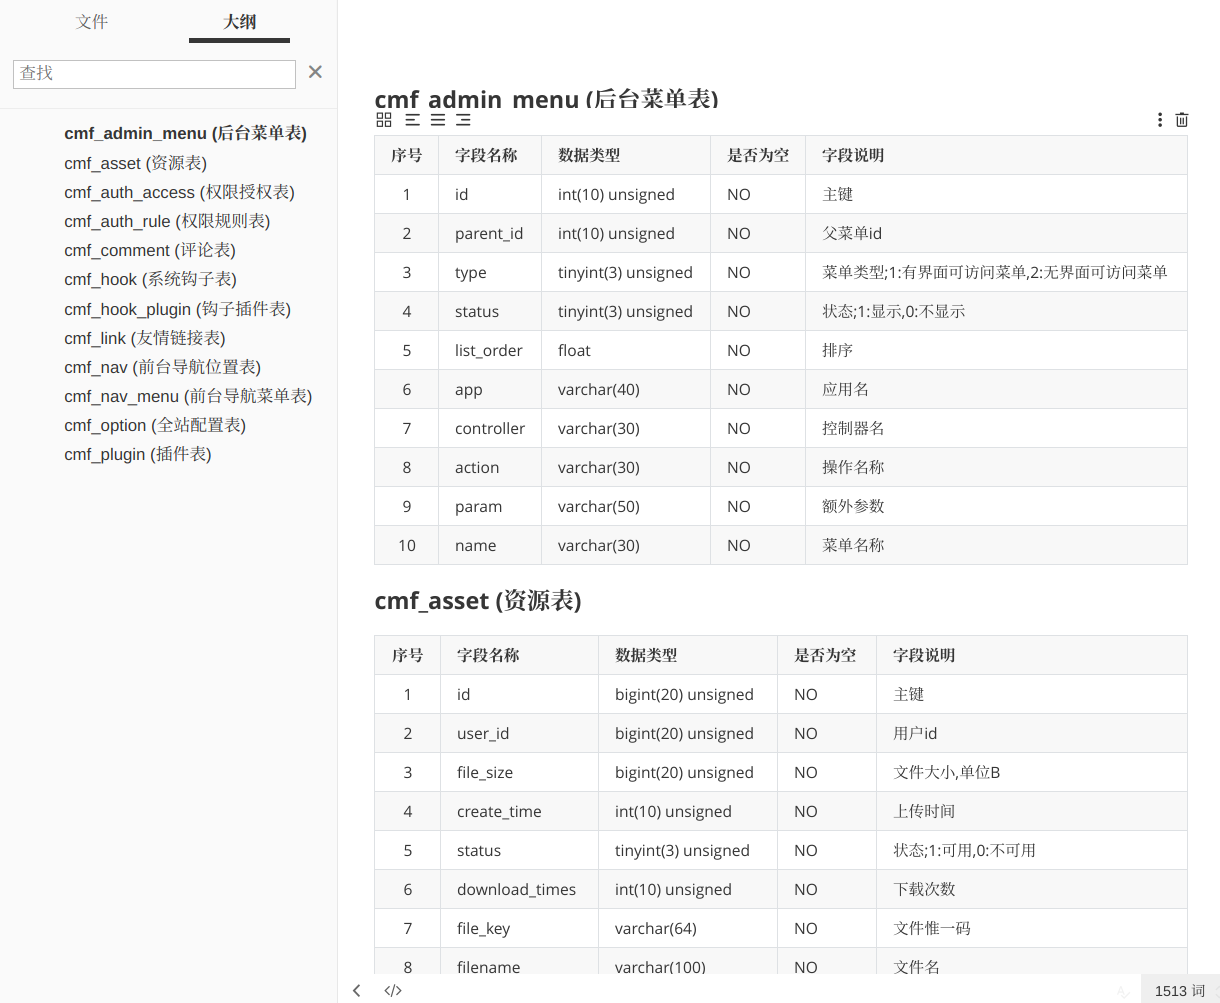 文件 大纲
查找
cmf_admin_menu (后台菜单表)
cmf_asset (资源表)
cmf_auth_access (权限授权表)
cmf_auth_rule (权限规则表)
cmf_comment (评论表)
cmf_hook (系统钩子表)
cmf_hook_plugin (钩子插件表)
cmf_link (友情链接表)
cmf_nav (前台导航位置表)
cmf_nav_menu (前台导航菜单表)
cmf_option (全站配置表)
cmf_plugin (插件表)
cmf_admin_menu (后台菜单表)
序号 字段名称 数据类型 是否为空 字段说明
1 id int(10) unsigned NO 主键
2 parent_id int(10) unsigned NO 父菜单id
3 type tinyint(3) unsigned NO 菜单类型;1:有界面可访问菜单,2:无界面可访问菜单
4 status tinyint(3) unsigned NO 状态;1:显示,0:不显示
5 list_order float NO 排序
6 app varchar(40) NO 应用名
7 controller varchar(30) NO 控制器名
8 action varchar(30) NO 操作名称
9 param varchar(50) NO 额外参数
10 name varchar(30) NO 菜单名称
cmf_asset (资源表)
序号 字段名称 数据类型 是否为空 字段说明
1 id bigint(20) unsigned NO 主键
2 user_id bigint(20) unsigned NO 用户id
3 file_size bigint(20) unsigned NO 文件大小,单位B
4 create_time int(10) unsigned NO 上传时间
5 status tinyint(3) unsigned NO 状态;1:可用,0:不可用
6 download_times int(10) unsigned NO 下载次数
7 file_key varchar(64) NO 文件惟一码
8 filename varchar(100) NO 文件名
</> 1513 词